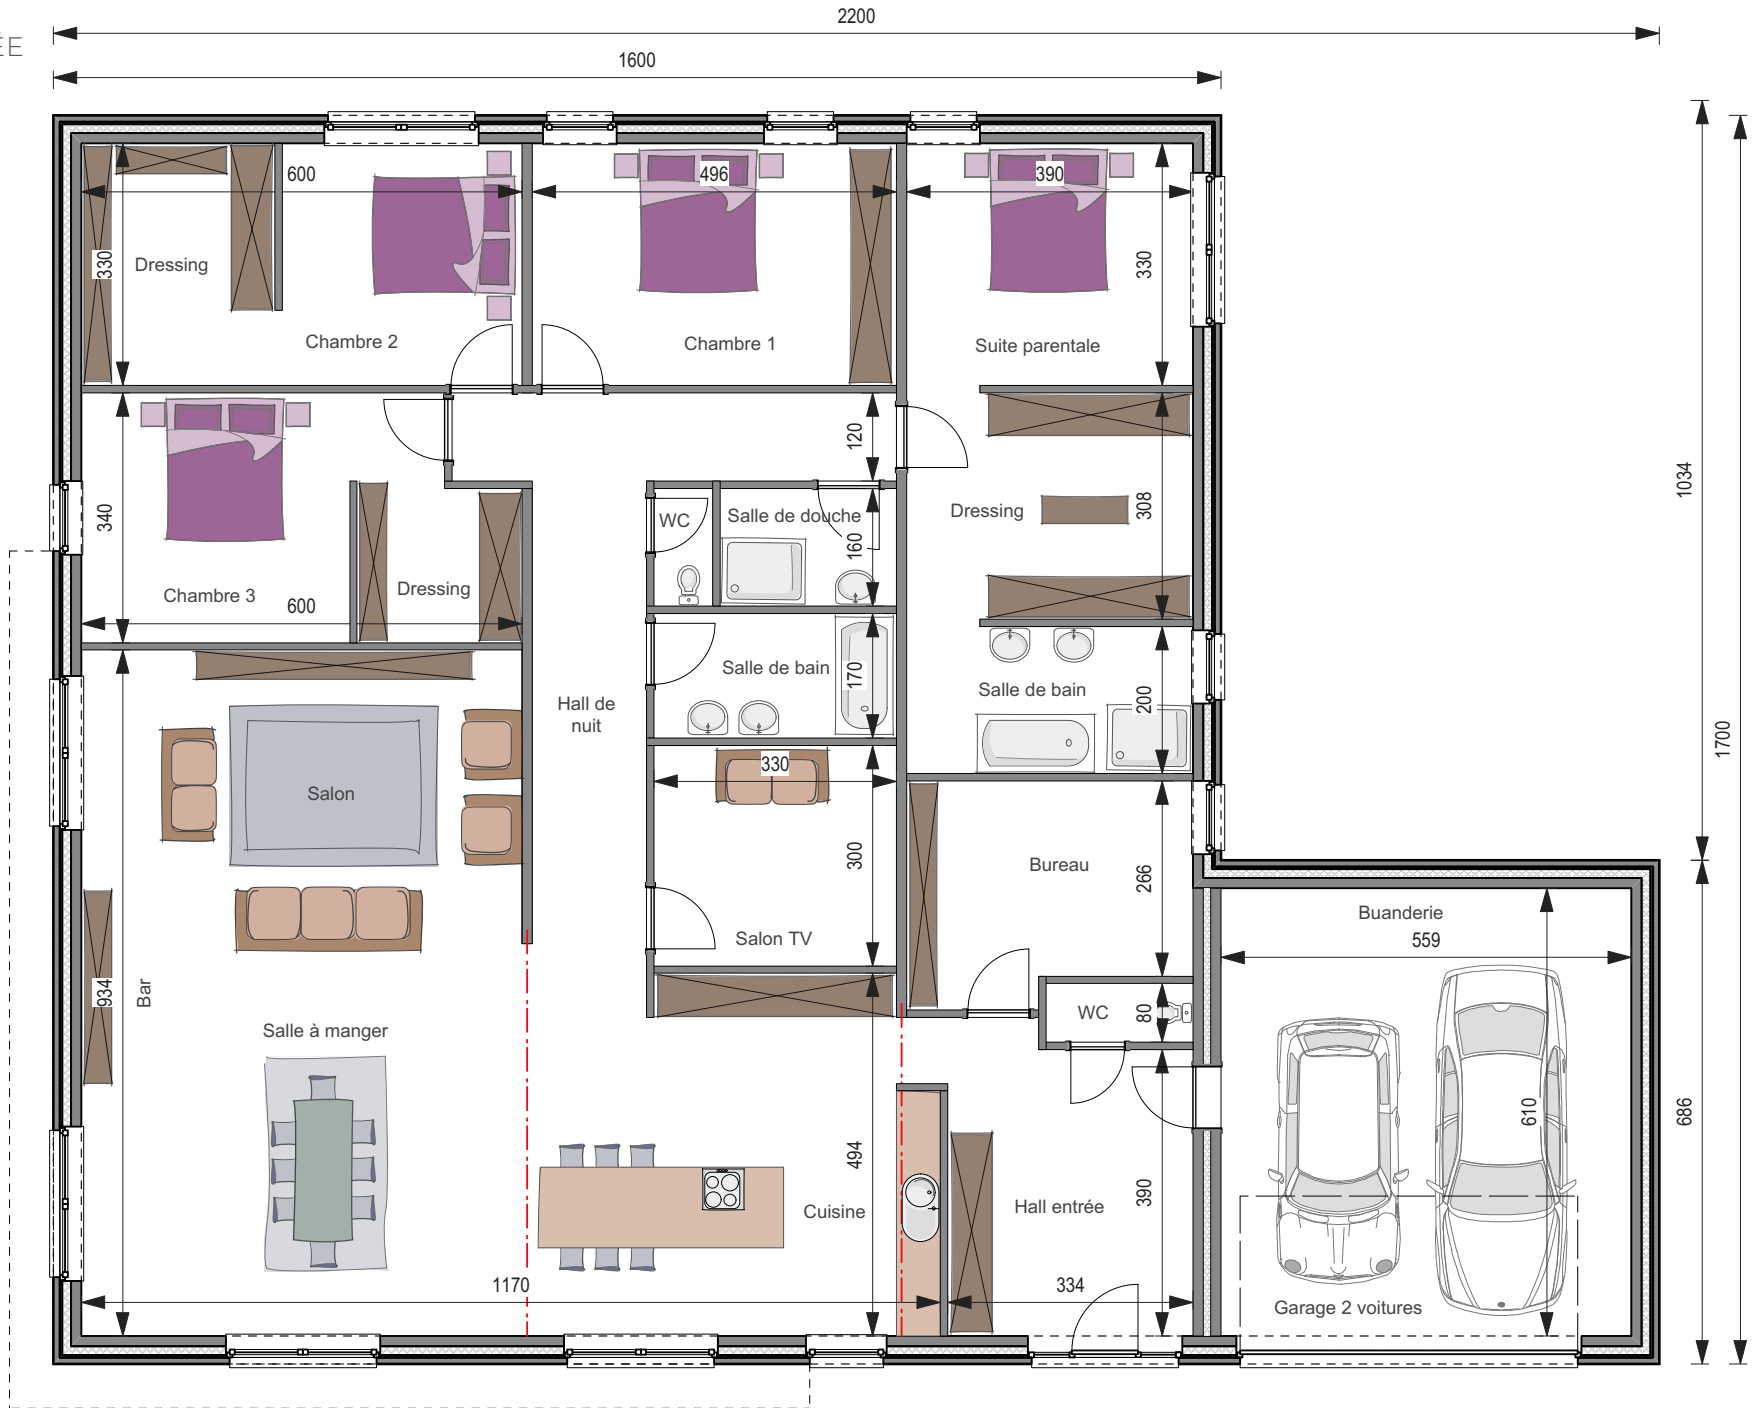 2200
ÉE
1600
600
496
390
330
Dressing
330
Chambre 2
Chambre 1
Suite parentale
120
340
WC
Salle de douche
160
Dressing
308
1034
Chambre 3
Dressing
600
Salle de bain
170
Salle de bain
200
Hall de
nuit
1700
330
Salon
300
Bureau
266
Buanderie
559
Salon TV
934
Bar
WC
80
Salle à manger
610
686
494
390
Cuisine
Hall entrée
1170
334
Garage 2 voitures